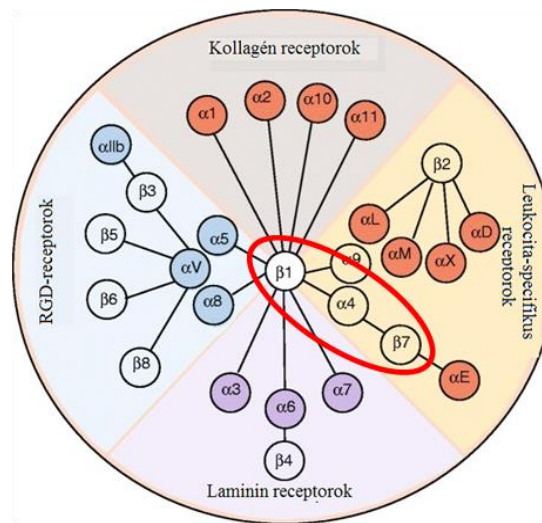 Kollagén receptorok
α1
α2
α10
α11
αIIb
β3
β5
αV
β6
β8
α5
α8
RGD-receptorok
β1
α9
α4
β7
αE
β2
αL
αM
αX
αD
Leukocita-specifikus
receptorok
α3
α6
α7
β4
Laminin receptorok